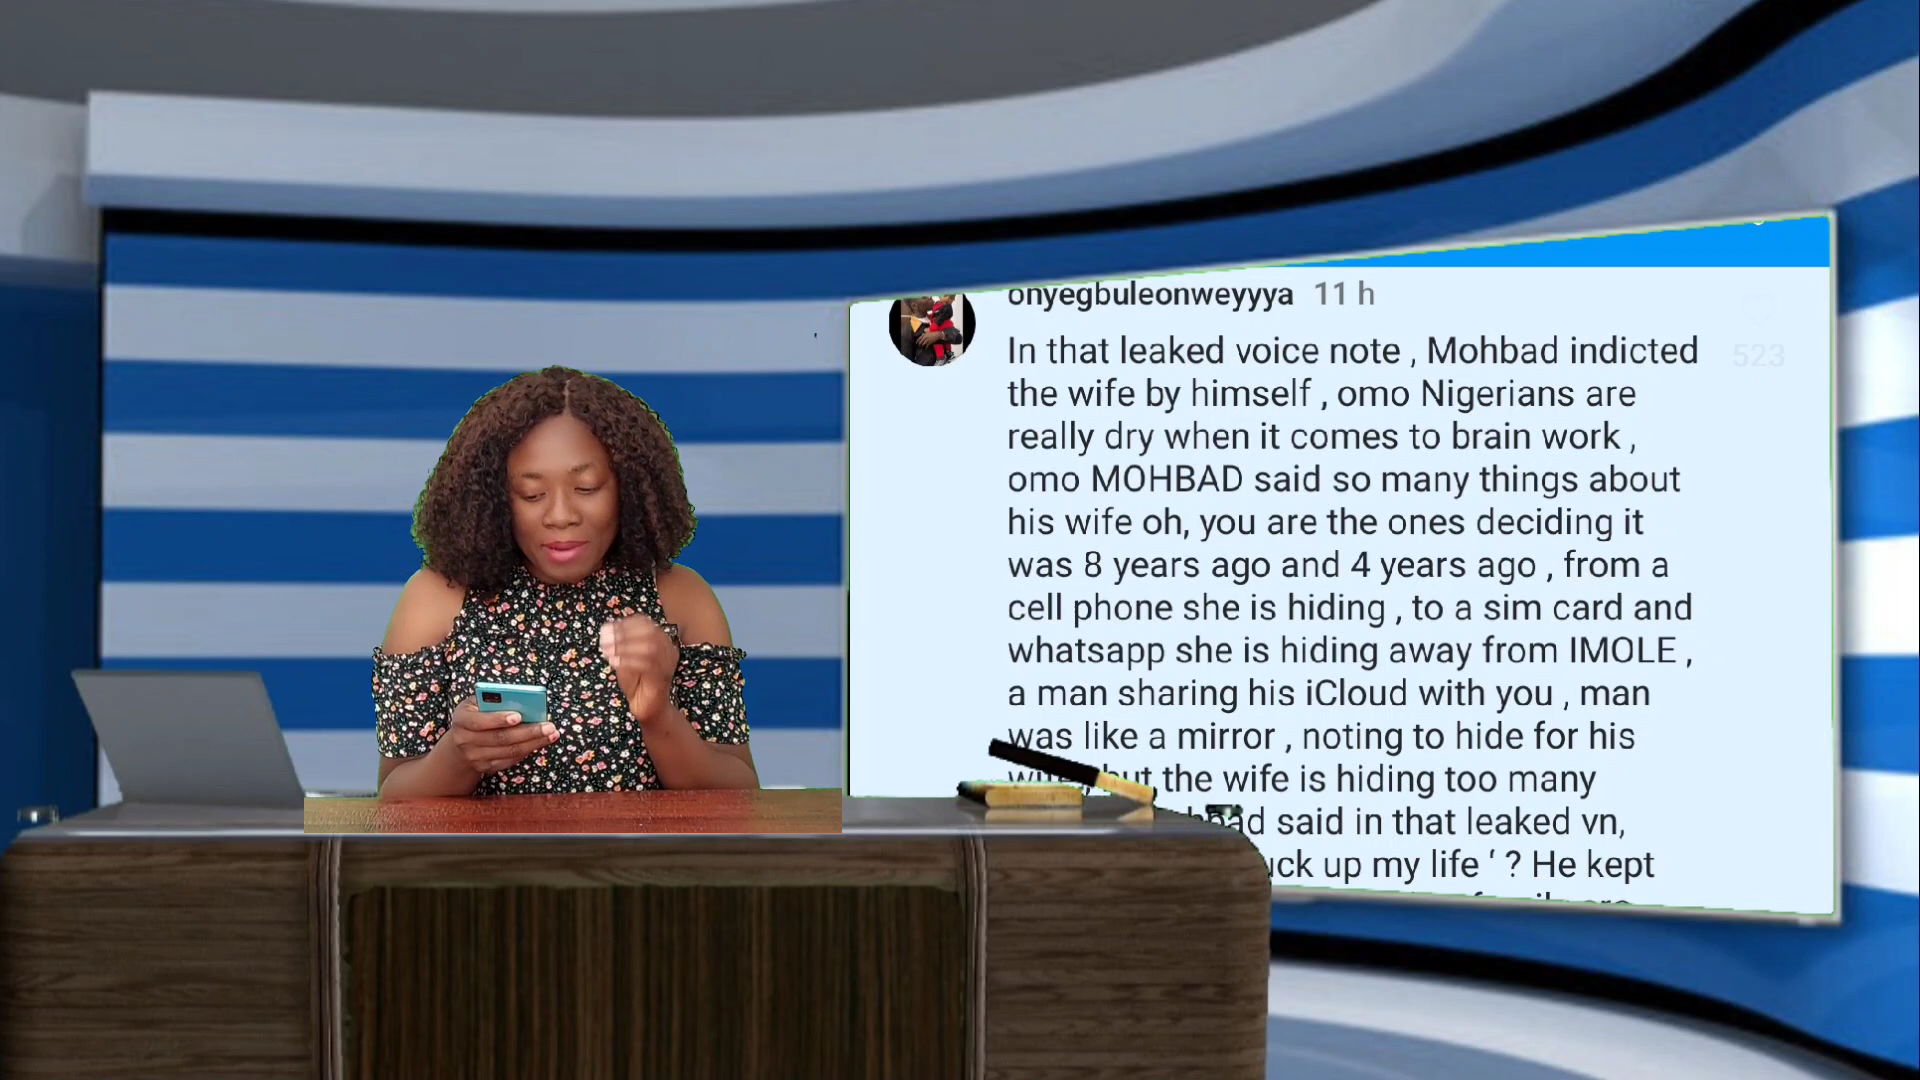 onyegbuleonweyyya 11 h
In that leaked voice note , Mohbad indicted
523
the wife by himself , omo Nigerians are
really dry when it comes to brain work ,
omo MOHBAD said so many things about
his wife oh, you are the ones deciding it
was 8 years ago and 4 years ago , from a
cell phone she is hiding , to a sim card and
whatsapp she is hiding away from IMOLE ,
a man sharing his iCloud with you , man
was like a mirror , noting to hide for his
but the wife is hiding too many
said in that leaked vn,
up my life ‘ ? He kept